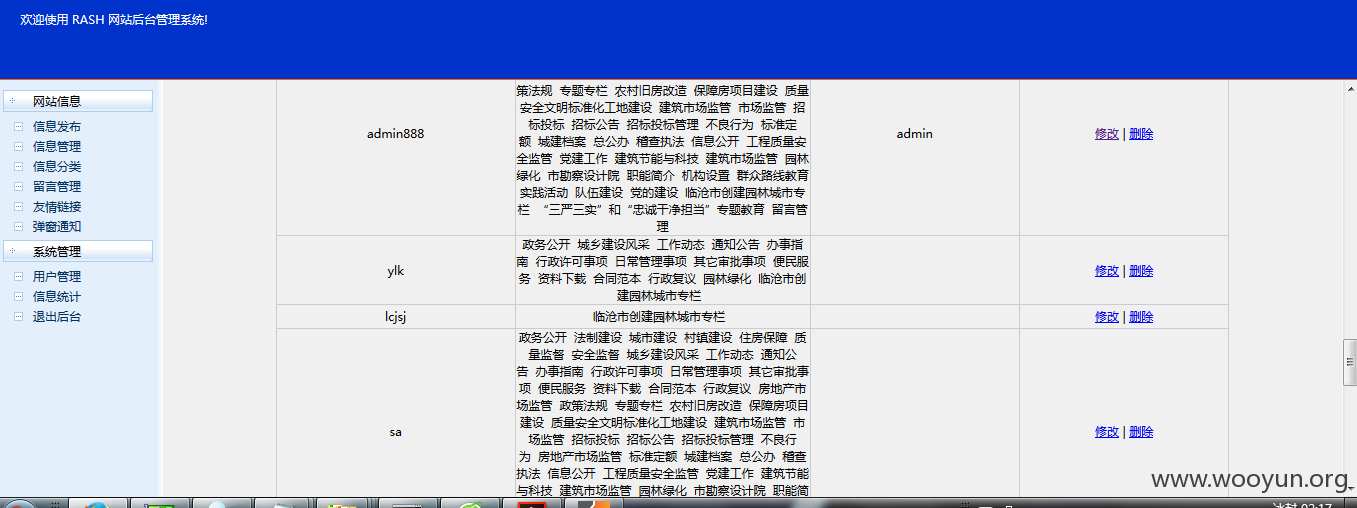 欢迎使用 RASH 网站后台管理系统!
网站信息
信息发布
信息管理
信息分类
留言管理
友情链接
弹窗通知
系统管理
用户管理
信息统计
退出后台
admin888
策法规 专题专栏 农村旧房改造 保障房项目建设 质量
安全文明标准化工地建设 建筑市场监管 市场监管 招
标投标 招标公告 招标投标管理 不良行为 标准定
额 城建档案 总公办 稽查执法 信息公开 工程质量安
全监管 党建工作 建筑节能与科技 建筑市场监管 园林
绿化 市勘察设计院 职能简介 机构设置 群众路线教育
实践活动 队伍建设 党的建设 临沧市创建园林城市专
栏 “三严三实”和“忠诚干净担当”专题教育 留言管
理
admin
修改 | 删除
ylk
政务公开 城乡建设风采 工作动态 通知公告 办事指
南 行政许可事项 日常管理事项 其它审批事项 便民服
务 资料下载 合同范本 行政复议 园林绿化 临沧市创
建园林城市专栏
修改 | 删除
lcjsj
临沧市创建园林城市专栏
修改 | 删除
sa
政务公开 法制建设 城市建设 村镇建设 住房保障 质
量监督 安全监督 城乡建设风采 工作动态 通知公
告 办事指南 行政许可事项 日常管理事项 其它审批事
项 便民服务 资料下载 合同范本 行政复议 房地产市
场监管 政策法规 专题专栏 农村旧房改造 保障房项目
建设 质量安全文明标准化工地建设 建筑市场监管 市
场监管 招标投标 招标公告 招标投标管理 不良行
为 房地产市场监管 标准定额 城建档案 总公办 稽查
执法 信息公开 工程质量安全监管 党建工作 建筑节能
与科技 建筑市场监管 园林绿化 市勘察设计院 职能简
修改 | 删除
www.wooyun.org